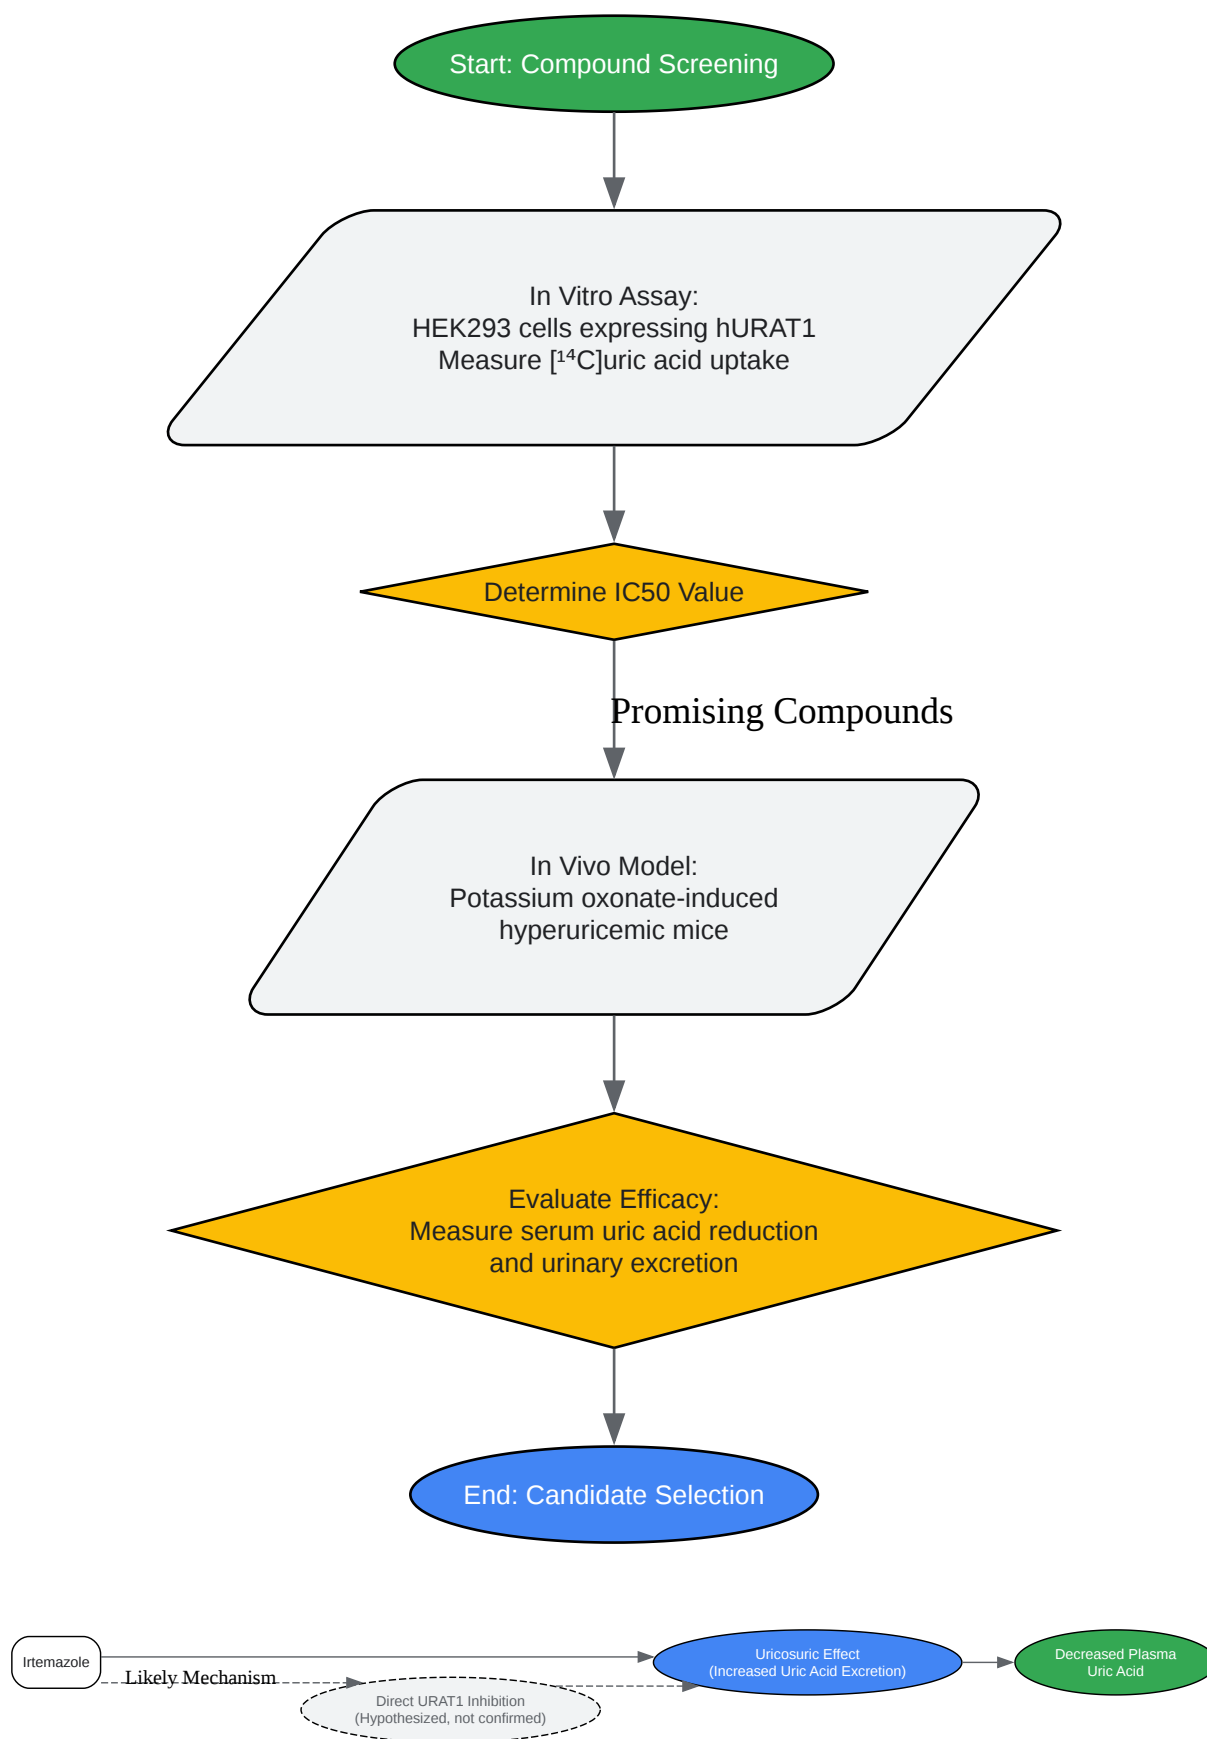 Start: Compound Screening
In Vitro Assay:
HEK293 cells expressing hURAT1
Measure [¹⁴C]uric acid uptake
Determine IC50 Value
Promising Compounds
In Vivo Model:
Potassium oxonate-induced
hyperuricemic mice
Evaluate Efficacy:
Measure serum uric acid reduction
and urinary excretion
End: Candidate Selection
Irtemazole
Likely Mechanism
Direct URAT1 Inhibition
(Hypothesized, not confirmed)
Uricosuric Effect
(Increased Uric Acid Excretion)
Decreased Plasma
Uric Acid